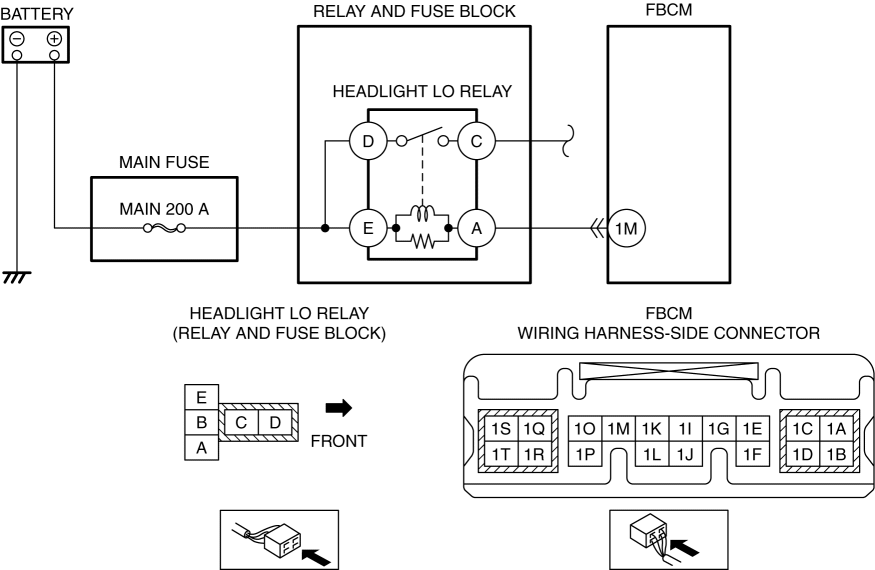 BATTERY
RELAY AND FUSE BLOCK
FBCM
− +
HEADLIGHT LO RELAY
D C
MAIN FUSE
MAIN 200 A
E A 1M
HEADLIGHT LO RELAY
(RELAY AND FUSE BLOCK)
FBCM
WIRING HARNESS-SIDE CONNECTOR
E
B C D
A
FRONT
1S 1Q 1O 1M 1K 1I 1G 1E 1C 1A
1T 1R 1P 1L 1J 1F 1D 1B